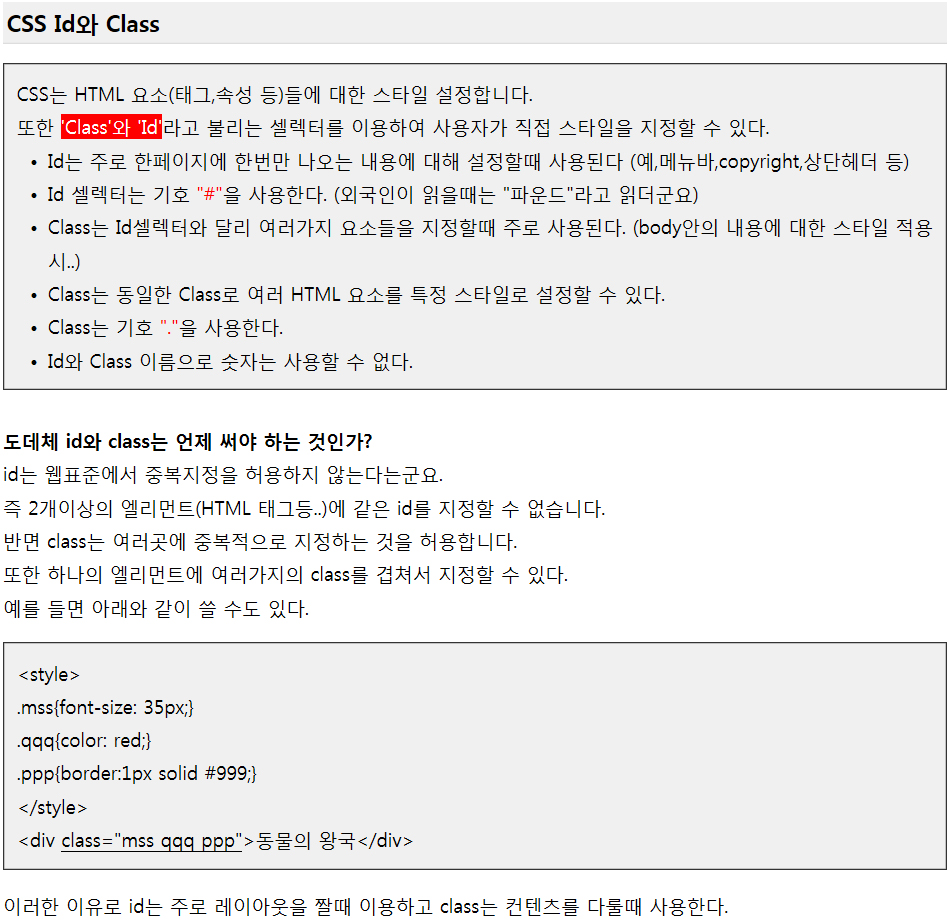 CSS Id와 Class
CSS는 HTML 요소(태그,속성 등)들에 대한 스타일 설정합니다.
또한 'Class'와 'Id'라고 불리는 셀렉터를 이용하여 사용자가 직접 스타일을 지정할 수 있다.
• Id는 주로 한페이지에 한번만 나오는 내용에 대해 설정할때 사용된다 (예,메뉴바,copyright,상단헤더 등)
• Id 셀렉터는 기호 "#"을 사용한다. (외국인이 읽을때는 "파운드"라고 읽더군요)
• Class는 Id셀렉터와 달리 여러가지 요소들을 지정할때 주로 사용된다. (body안의 내용에 대한 스타일 적용
시..)
• Class는 동일한 Class로 여러 HTML 요소를 특정 스타일로 설정할 수 있다.
• Class는 기호 "."을 사용한다.
• Id와 Class 이름으로 숫자는 사용할 수 없다.
도데체 id와 class는 언제 써야 하는 것인가?
id는 웹표준에서 중복지정을 허용하지 않는다는군요.
즉 2개이상의 엘리먼트(HTML 태그등..)에 같은 id를 지정할 수 없습니다.
반면 class는 여러곳에 중복적으로 지정하는 것을 허용합니다.
또한 하나의 엘리먼트에 여러가지의 class를 겹쳐서 지정할 수 있다.
예를 들면 아래와 같이 쓸 수도 있다.
<style>
.mss{font-size: 35px;}
.qqq{color: red;}
.ppp{border:1px solid #999;}
</style>
<div class="mss qqq ppp">동물의 왕국</div>
이러한 이유로 id는 주로 레이아웃을 짤때 이용하고 class는 컨텐츠를 다룰때 사용한다.